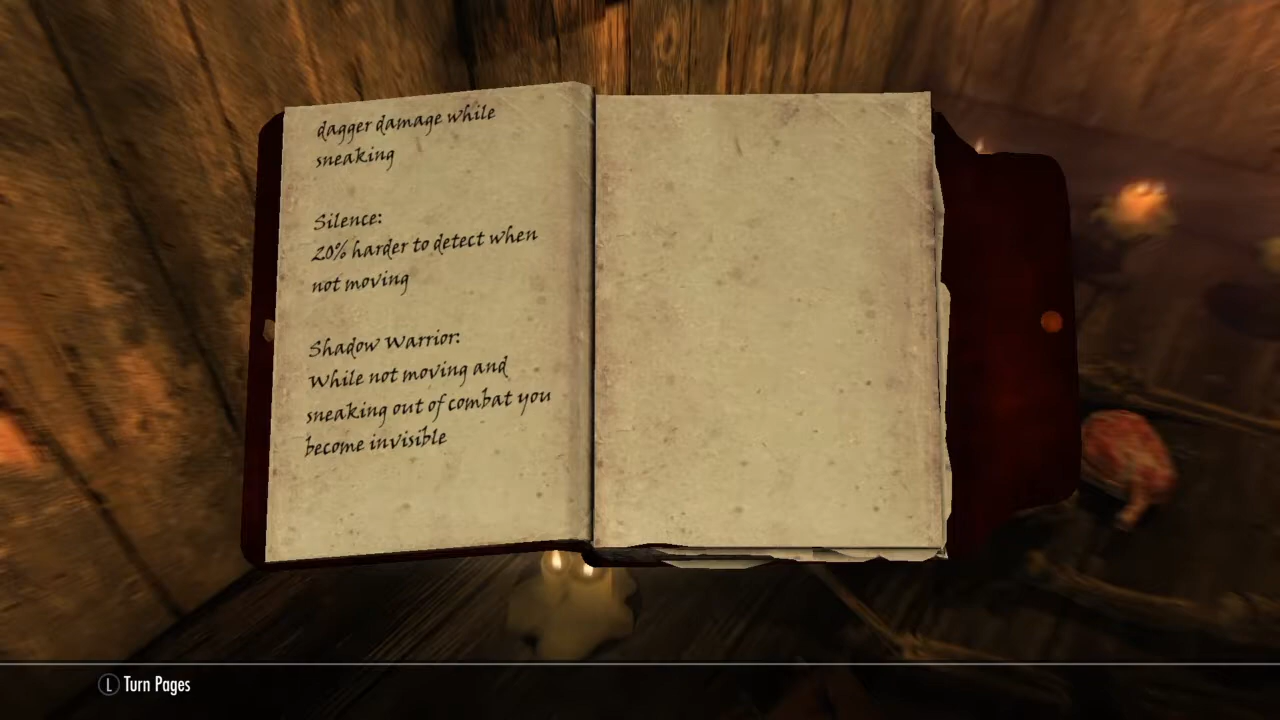 dagger damage while
sneaking
Silence:
20% harder to detect when
not moving
Shadow Warrior:
While not moving and
sneaking out of combat you
become invisible
L Turn Pages